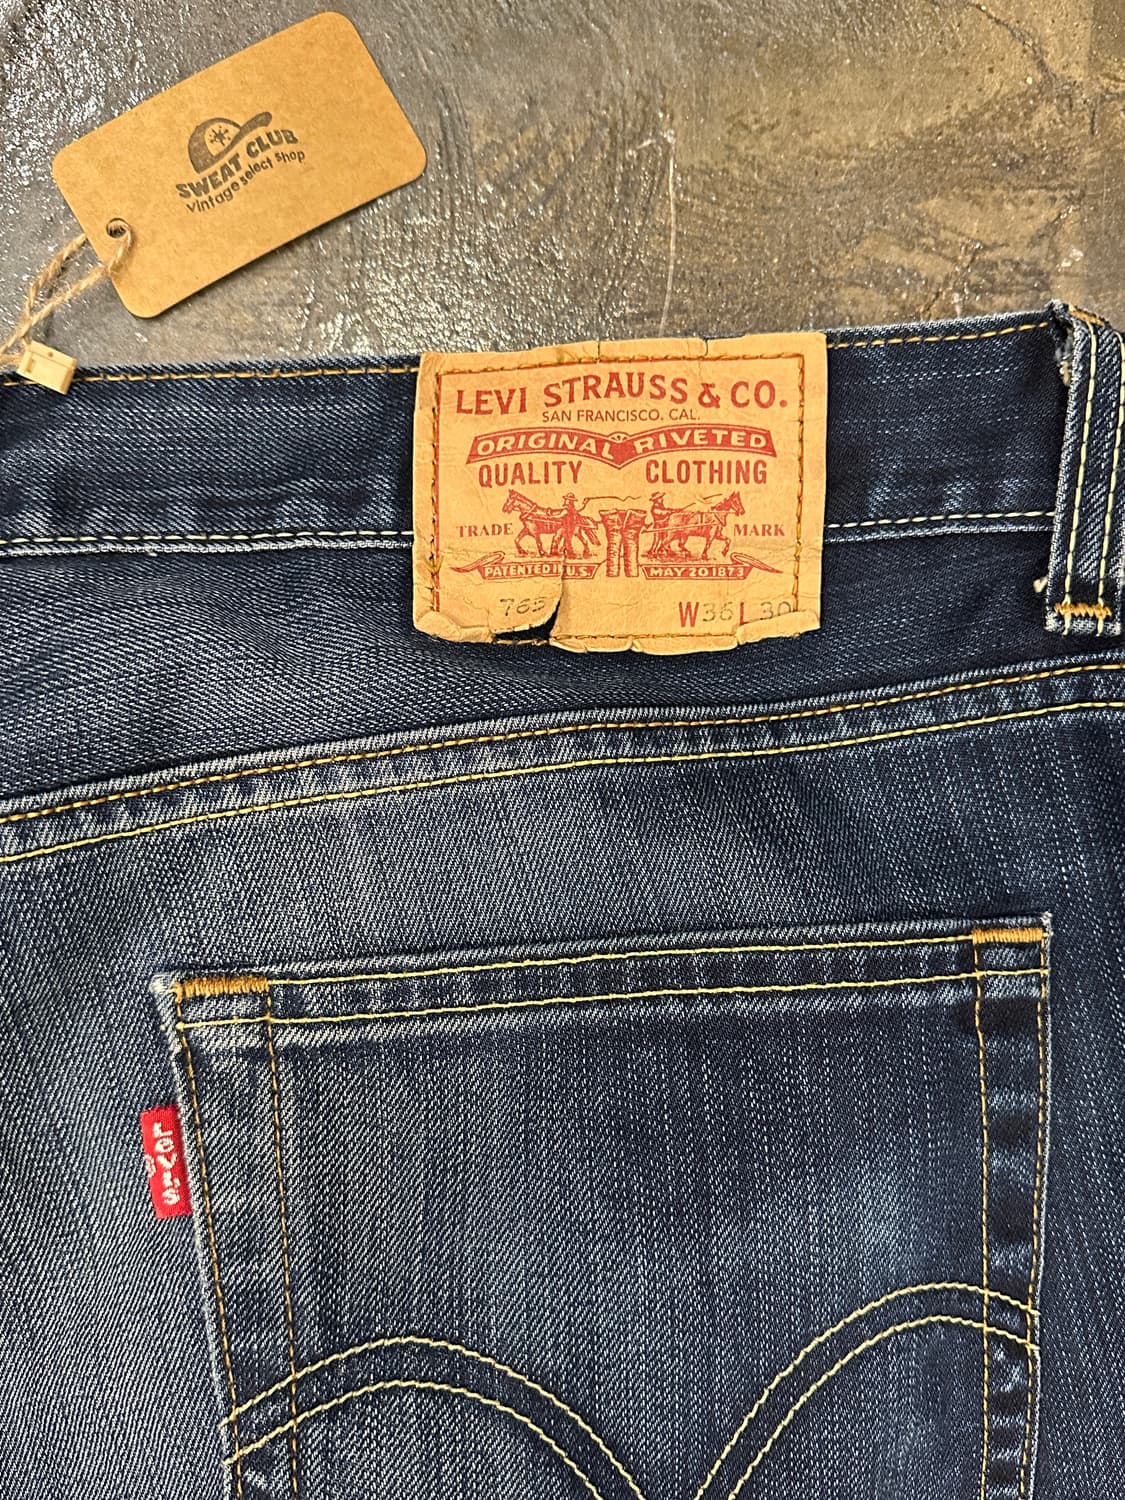 SWEAT CLUB
vintage select shop
LEVI STRAUSS & CO.
SAN FRANCISCO. CAL.
ORIGINAL RIVETED
QUALITY CLOTHING
TRADE MARK
PATENTED IN U.S. MAY 20 1873
765 W36 L 30
LEVI'S
®